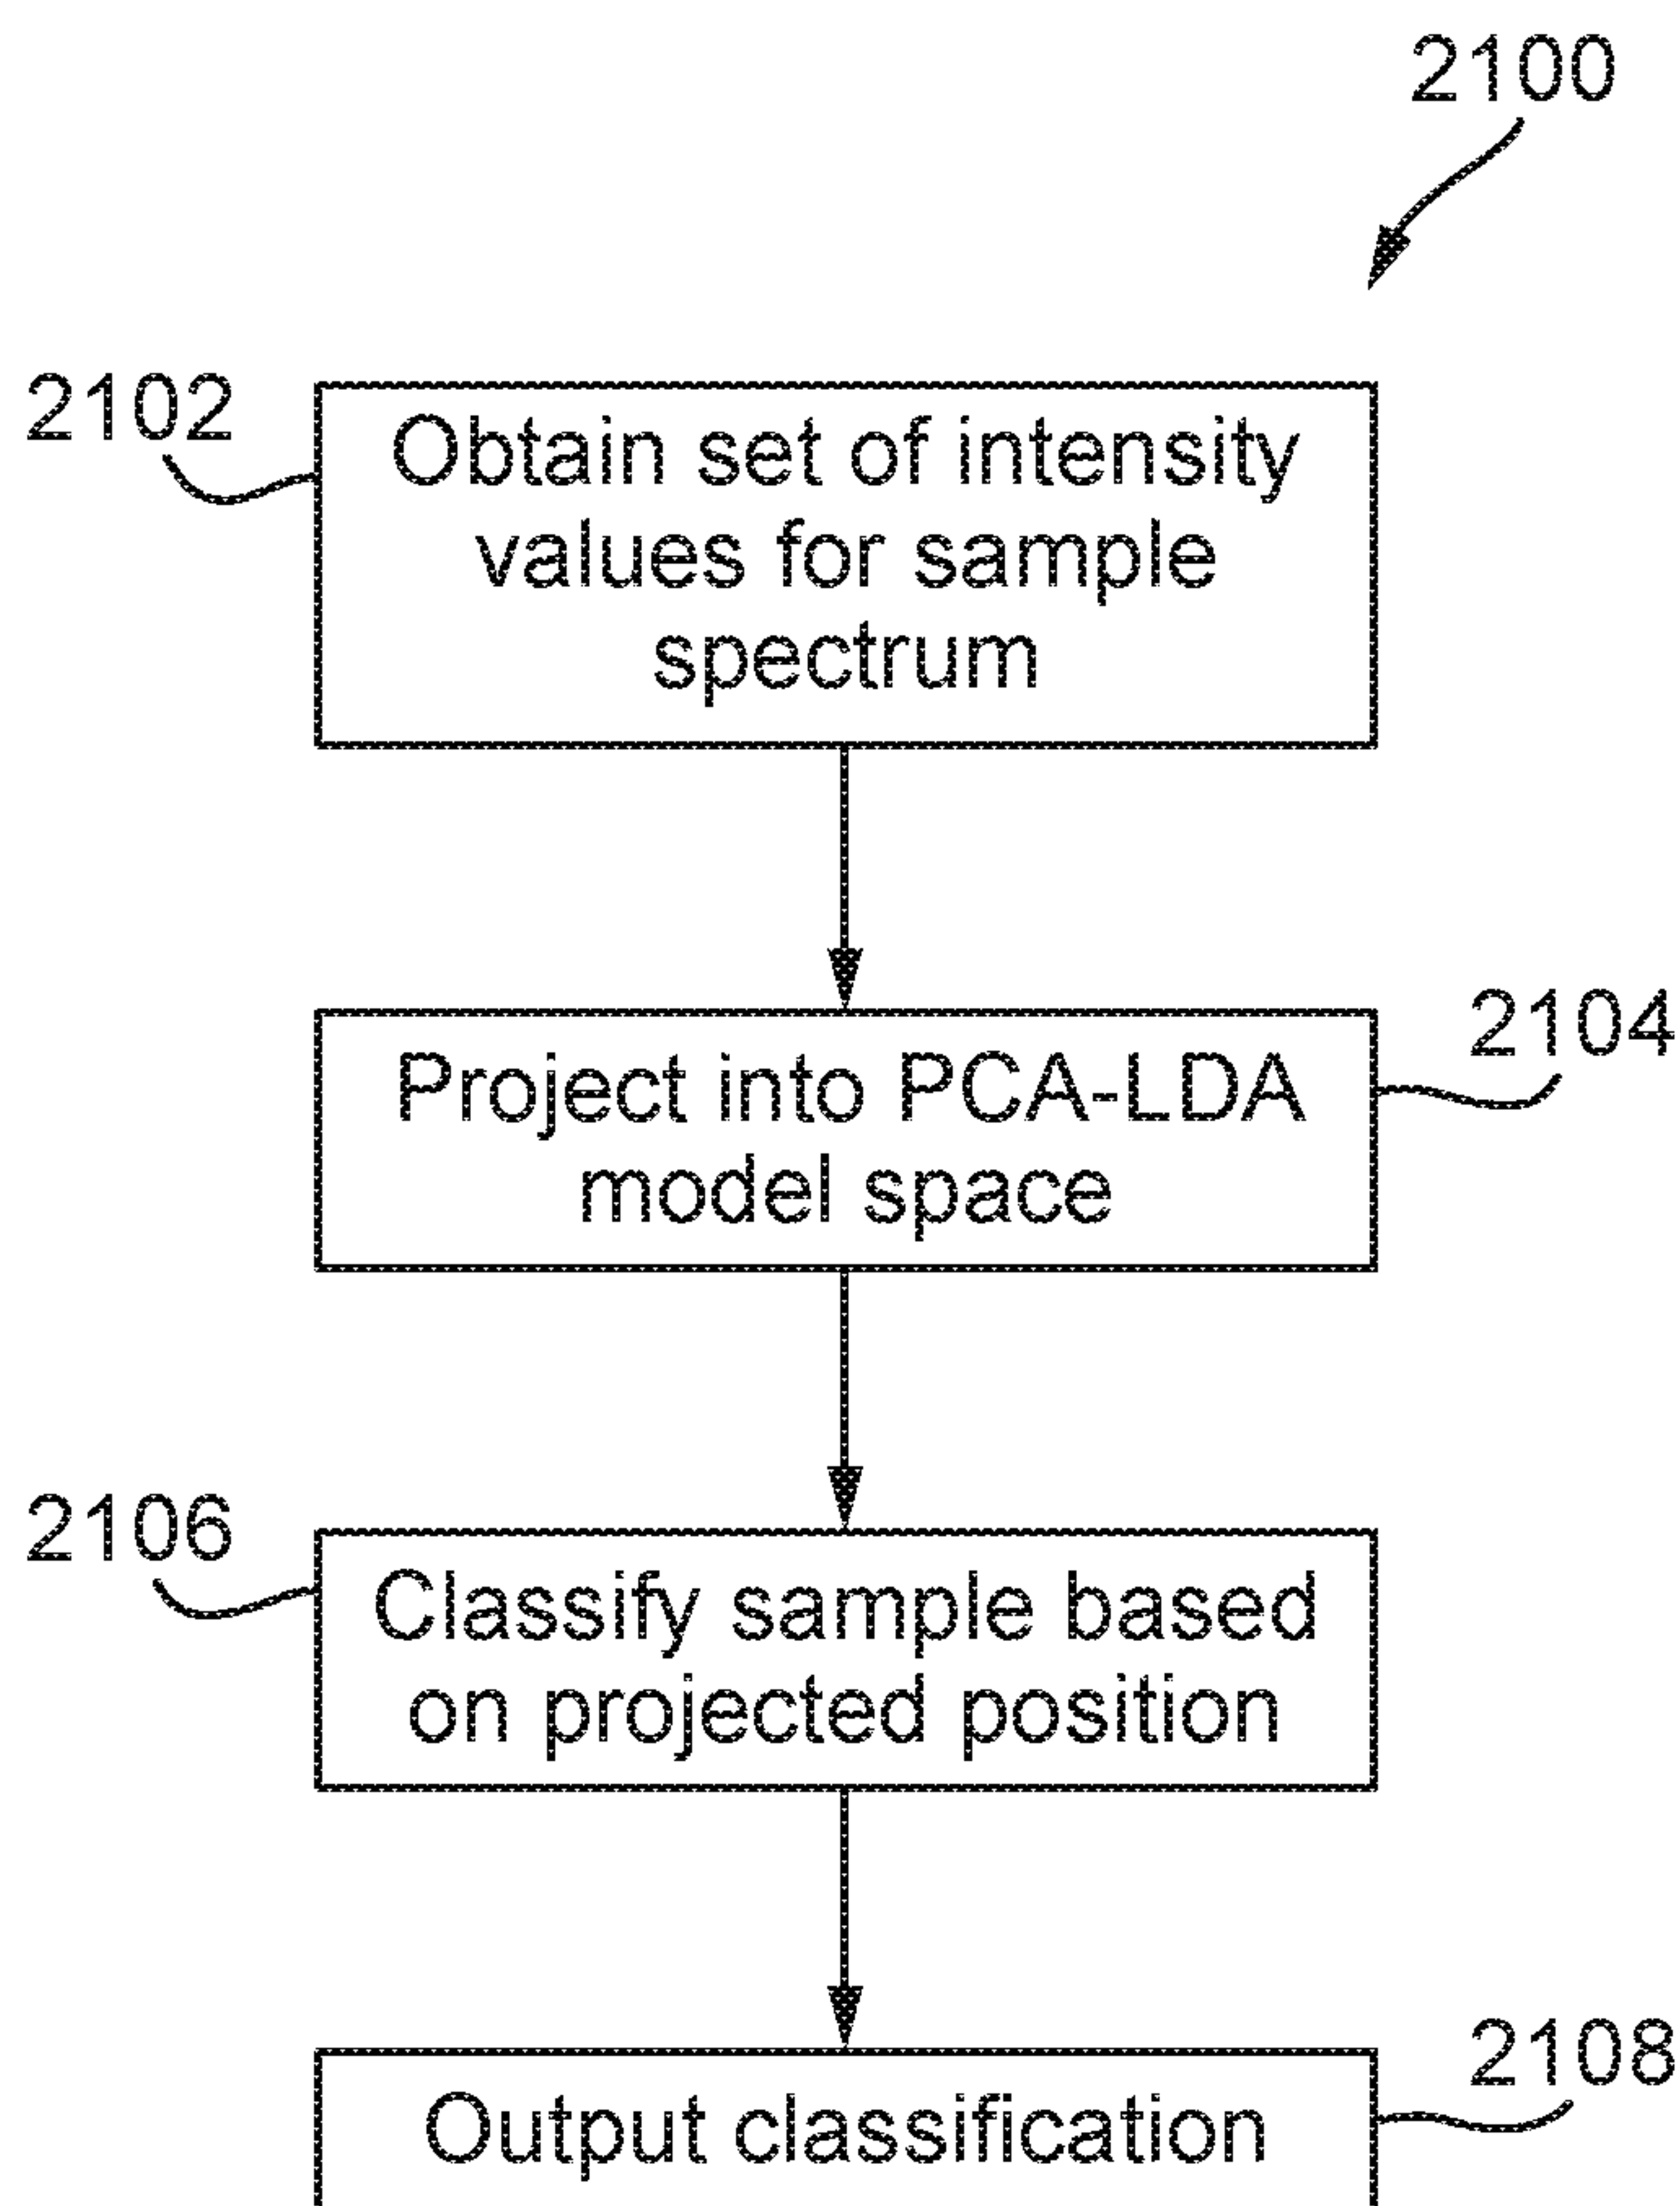 2100
2102
Obtain set of intensity
values for sample
spectrum
2104
Project into PCA-LDA
model space
2106
Classify sample based
on projected position
2108
Output classification